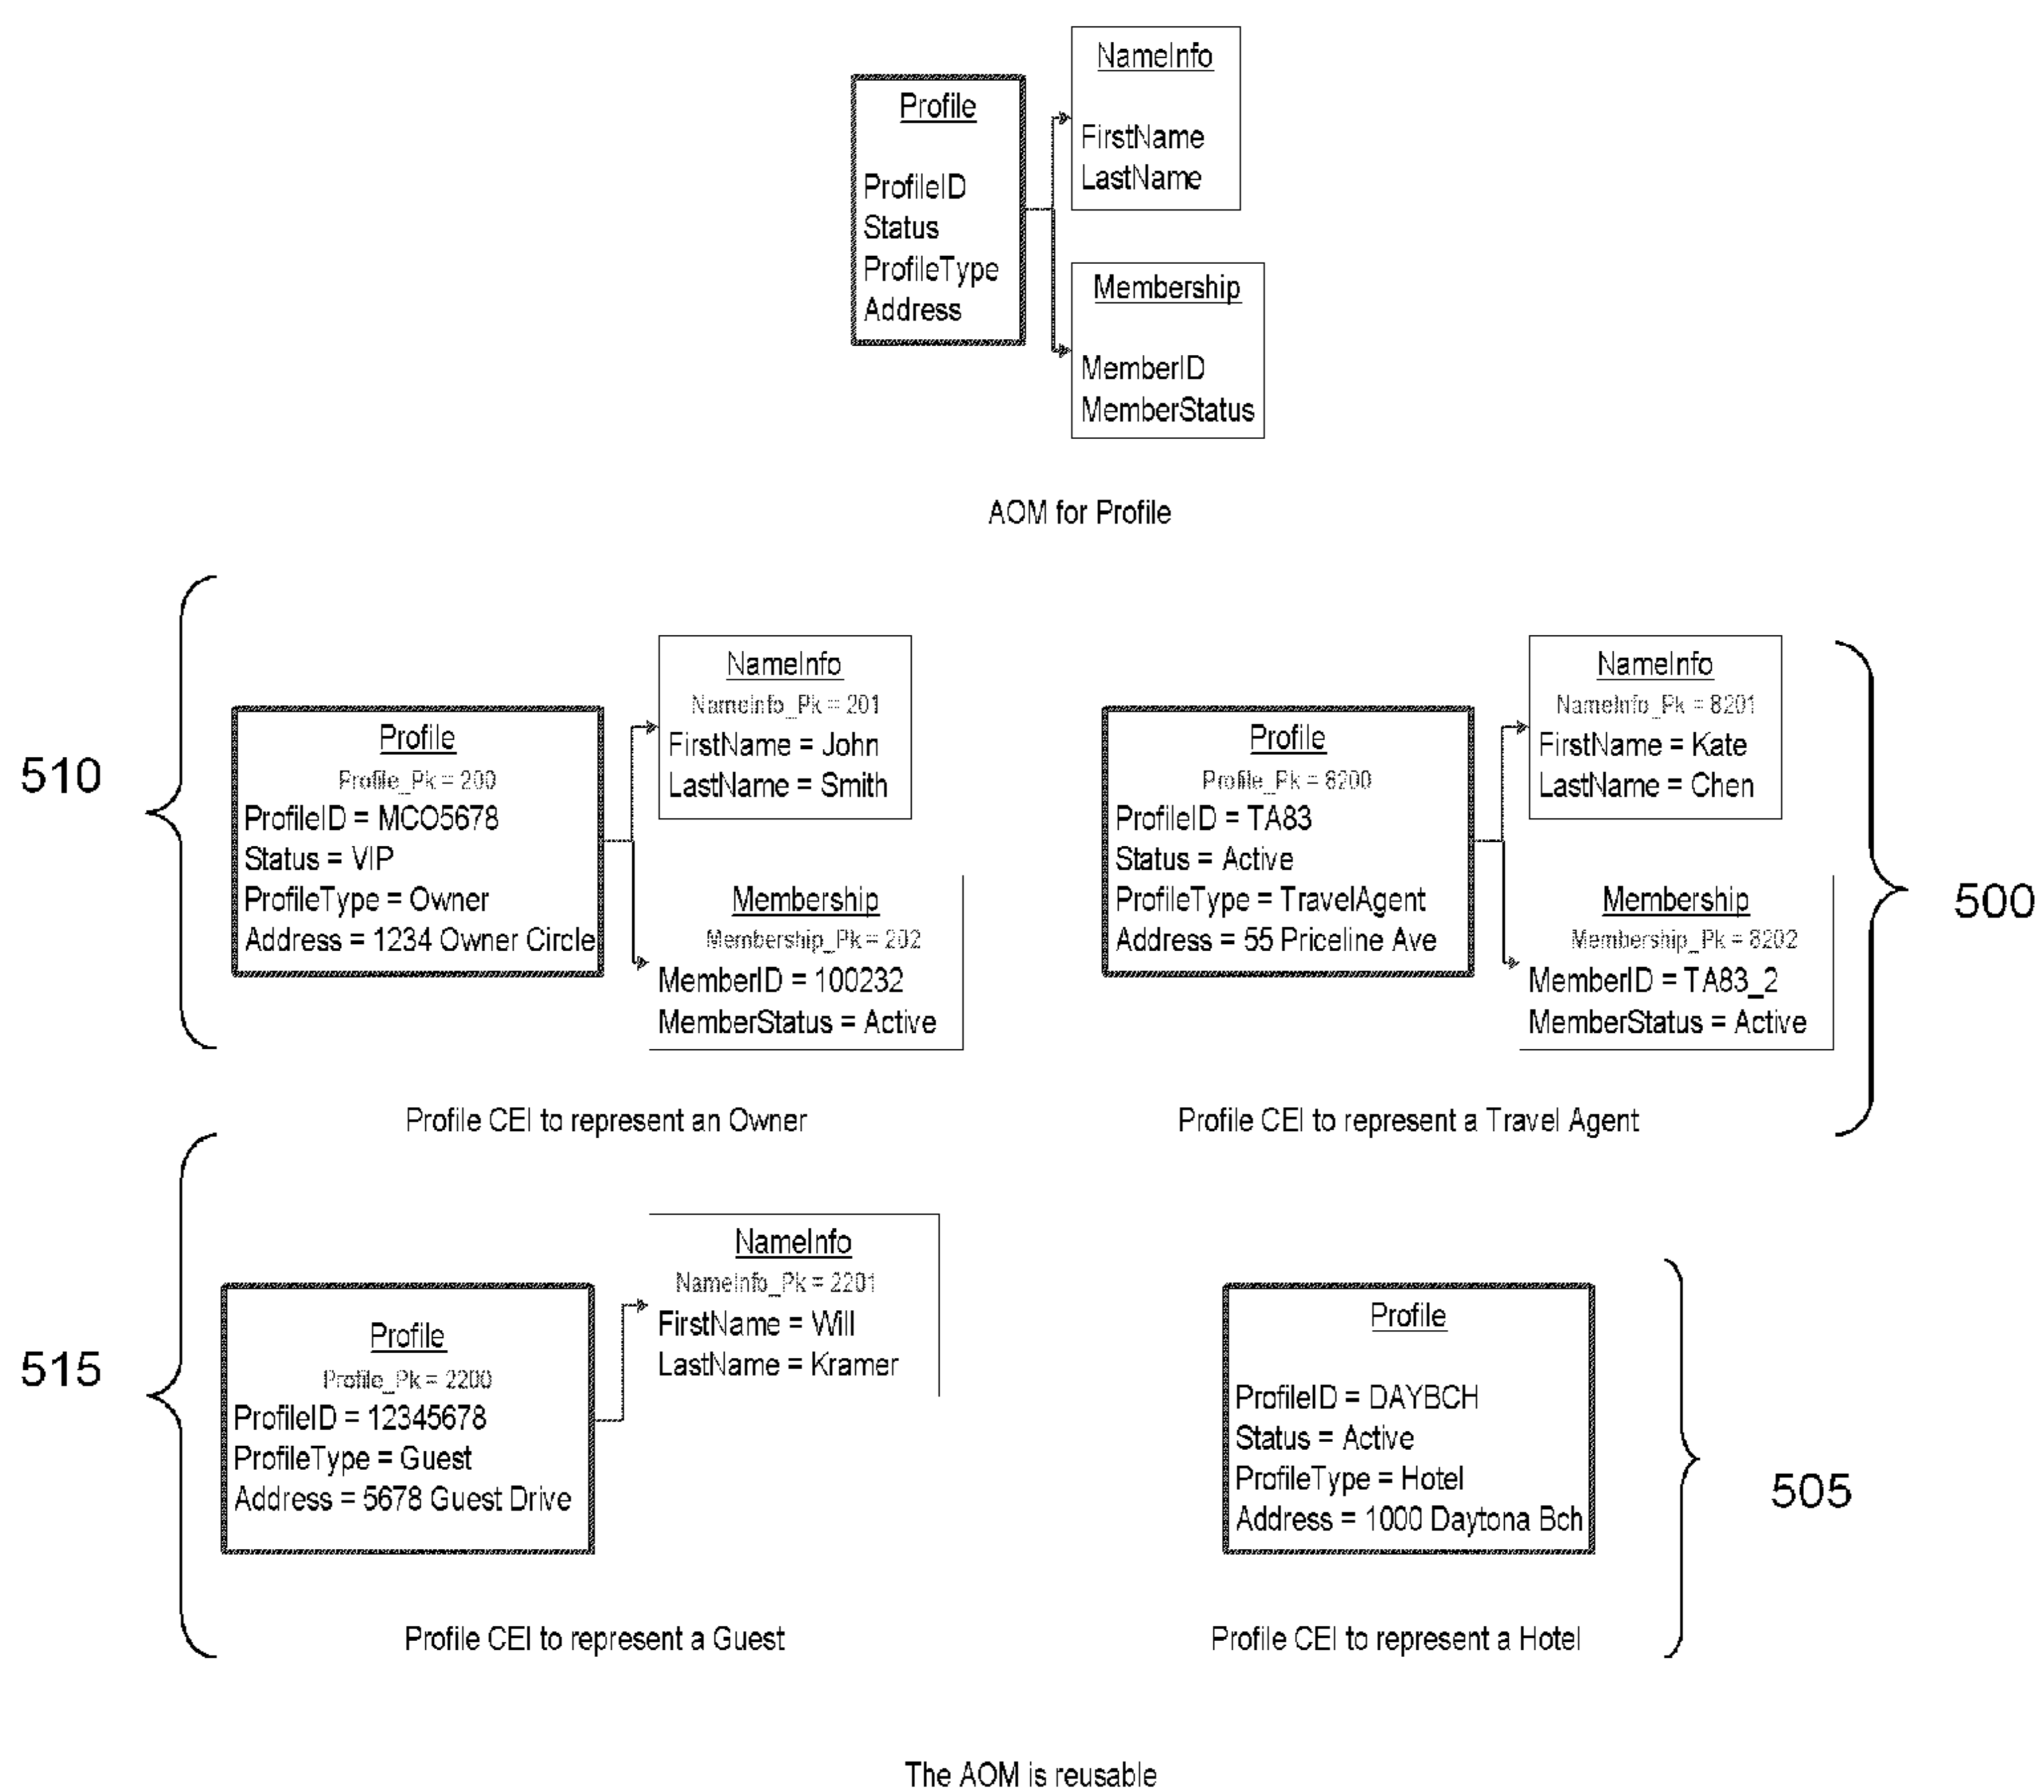 NameInfo
FirstName
LastName
Profile
ProfileID
Status
ProfileType
Address
Membership
MemberID
MemberStatus
AOM for Profile
510
Profile
Profile_Pk = 200
ProfileID = MCO5678
Status = VIP
ProfileType = Owner
Address = 1234 Owner Circle
NameInfo
NameInfo_Pk = 201
FirstName = John
LastName = Smith
Membership
Membership_Pk = 202
MemberID = 100232
MemberStatus = Active
Profile CEI to represent an Owner
Profile
Profile_Pk = 8200
ProfileID = TA83
Status = Active
ProfileType = TravelAgent
Address = 55 Priceline Ave
NameInfo
NameInfo_Pk = 8201
FirstName = Kate
LastName = Chen
Membership
Membership_Pk = 8202
MemberID = TA83_2
MemberStatus = Active
500
Profile CEI to represent a Travel Agent
515
Profile
Profile_Pk = 2200
ProfileID = 12345678
ProfileType = Guest
Address = 5678 Guest Drive
NameInfo
NameInfo_Pk = 2201
FirstName = Will
LastName = Kramer
Profile CEI to represent a Guest
Profile
ProfileID = DAYBCH
Status = Active
ProfileType = Hotel
Address = 1000 Daytona Bch
505
Profile CEI to represent a Hotel
The AOM is reusable